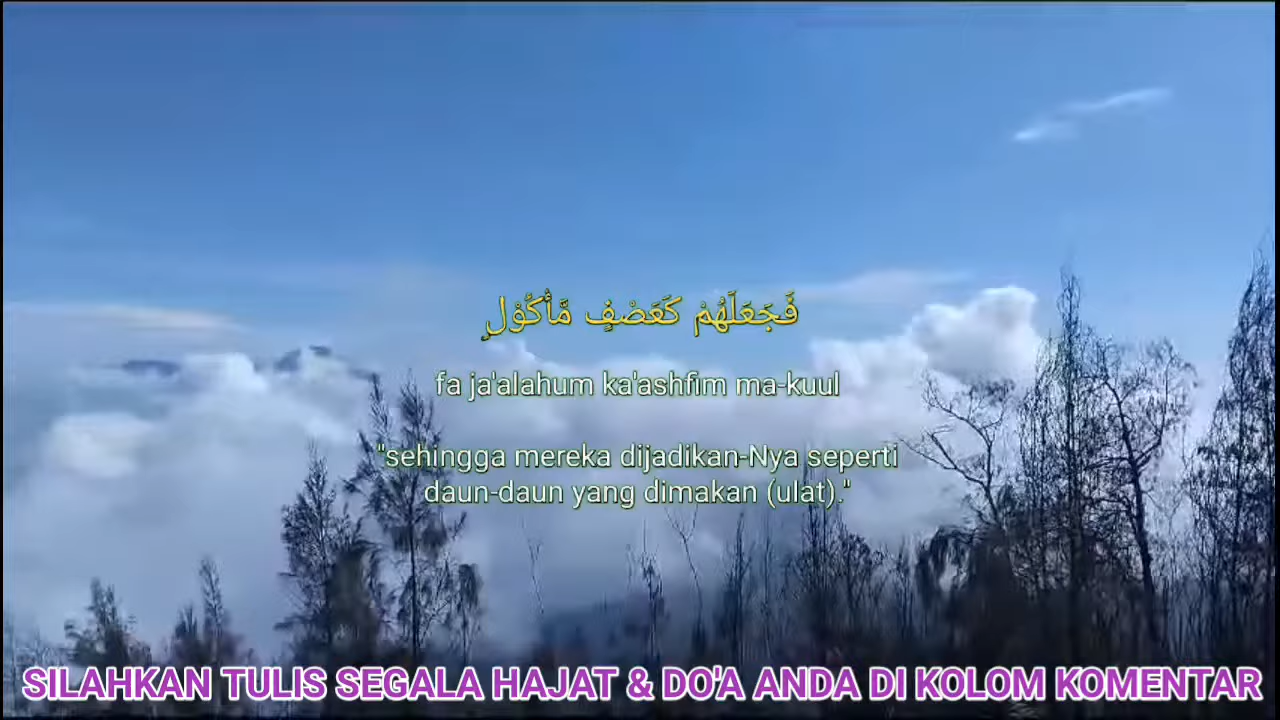 فَجَعَلَهُمْ كَعَصْفٍ مَّأْكُوْلٍ
fa ja'alahum ka'ashfim ma-kuul
"sehingga mereka dijadikan-Nya seperti
daun-daun yang dimakan (ulat)."
SILAHKAN TULIS SEGALA HAJAT & DO'A ANDA DI KOLOM KOMENTAR